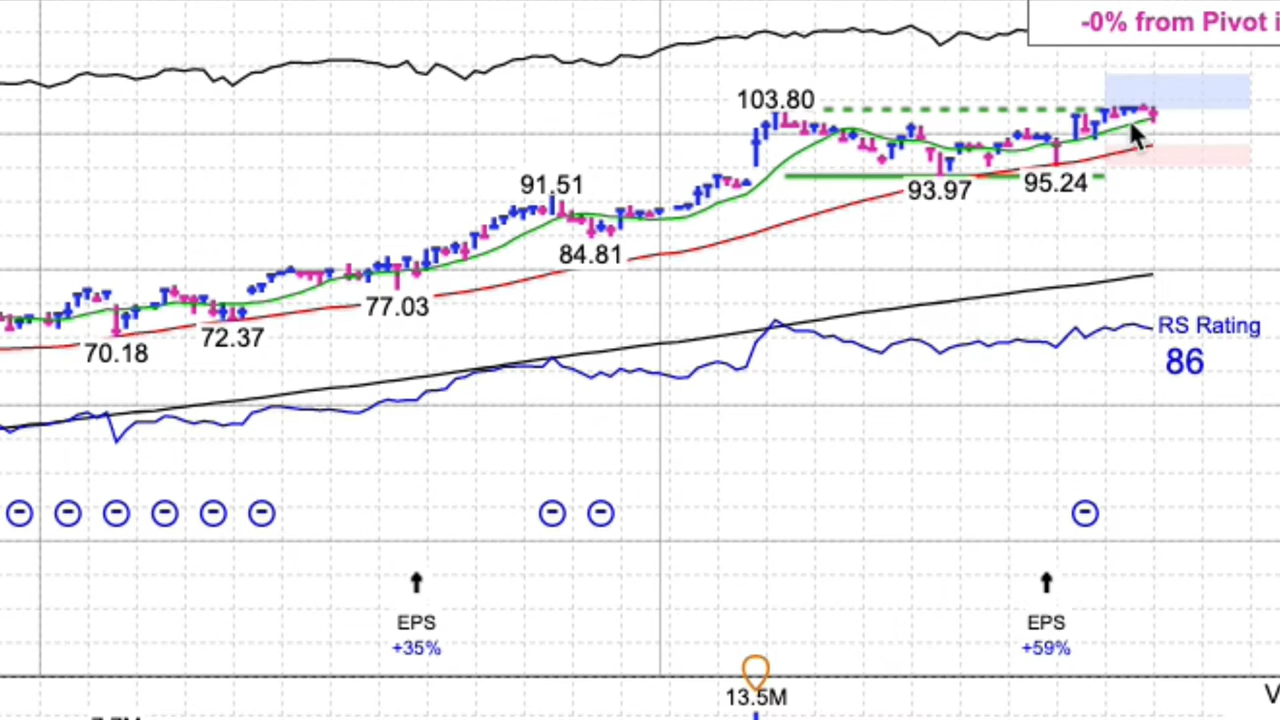 -0% from Pivot i
103.80
91.51
93.97
95.24
84.81
77.03
72.37
70.18
RS Rating
86
EPS
+35%
EPS
+59%
13.5M
V